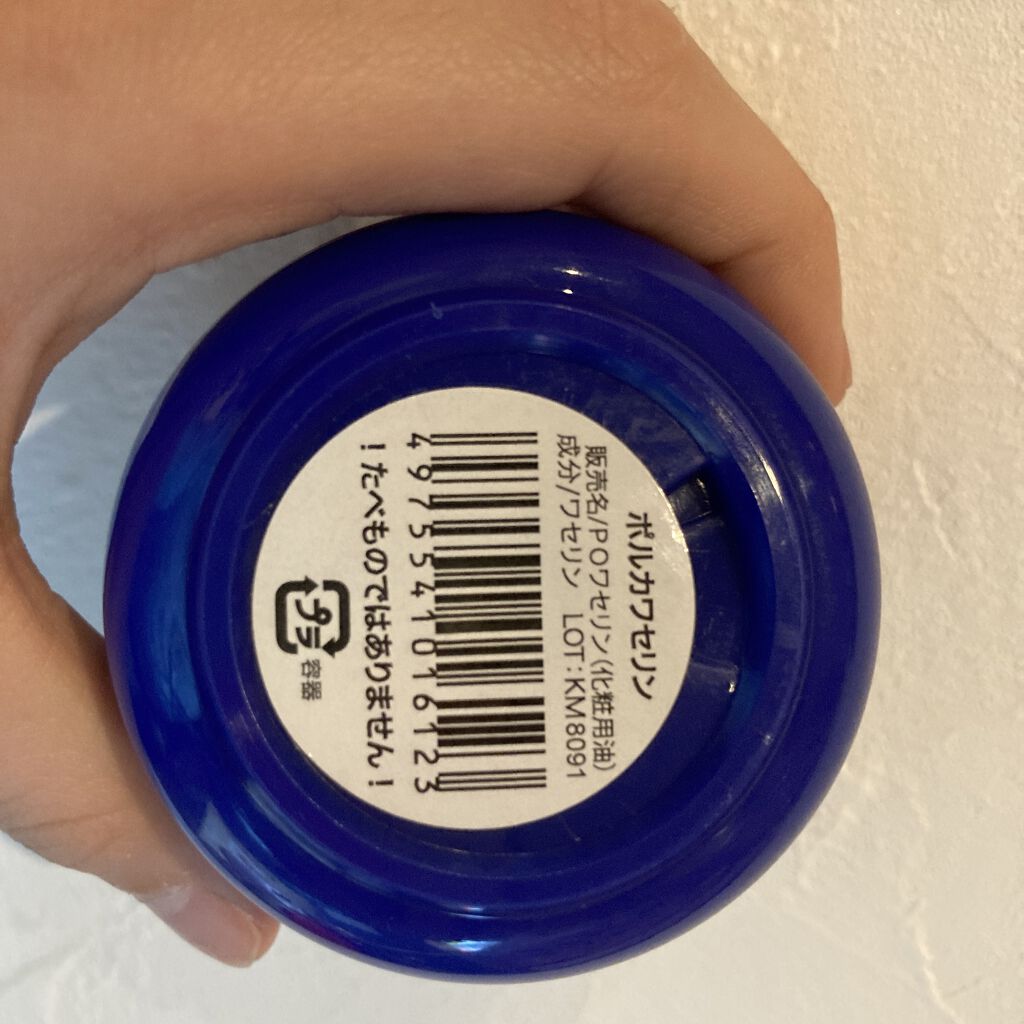 ポルカワセリン
販売名/POワセリン(化粧用油)
成分/ワセリン LOT:KM8091
4975541016123
!たべものではありません!
プラ
容器